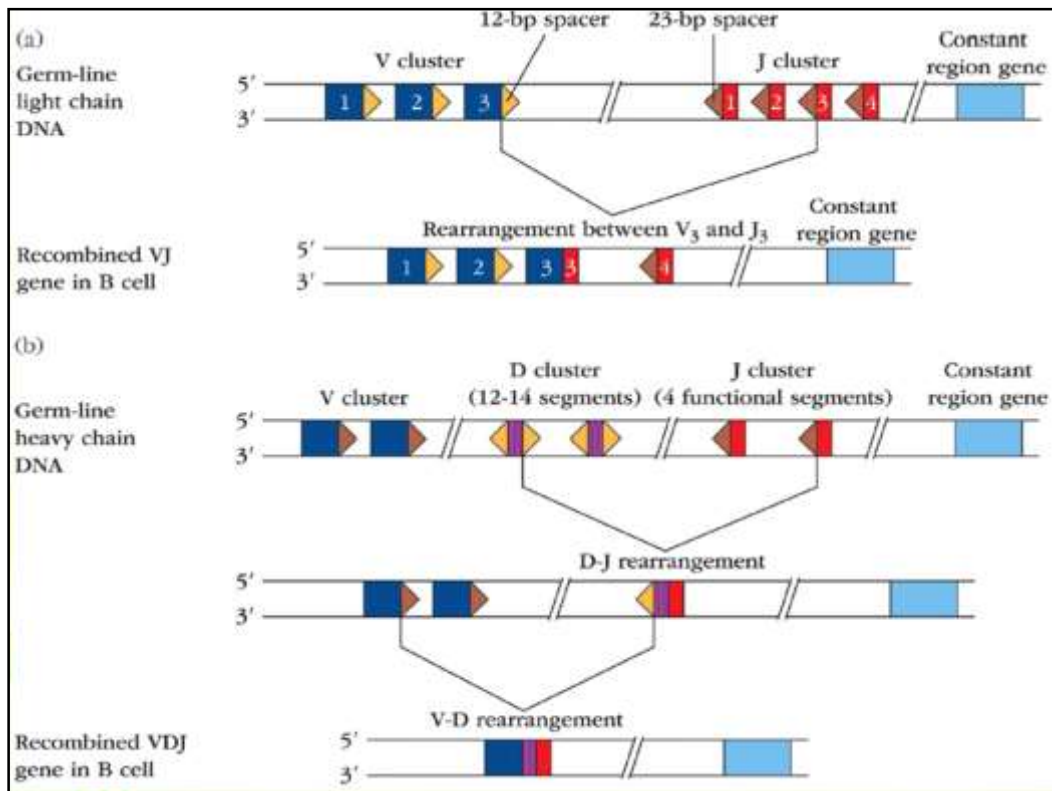 12-bp spacer
23-bp spacer
(a)
V cluster
J cluster
Constant
region gene
Germ-line
light chain
DNA
5′
3′
1
2
3
1
2
3
4
Rearrangement between V₃ and J₃
Constant
region gene
Recombined VJ
gene in B cell
5′
3′
1
2
3
3
4
(b)
V cluster
D cluster
(12-14 segments)
J cluster
(4 functional segments)
Constant
region gene
Germ-line
heavy chain
DNA
5′
3′
D-J rearrangement
5′
3′
V-D rearrangement
Recombined VDJ
gene in B cell
5′
3′